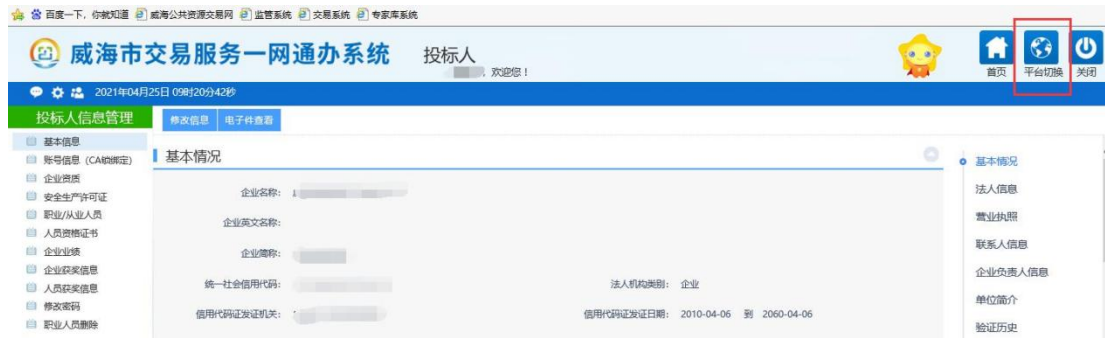 百度一下，你就知道 威海公共资源交易网 监管系统 交易系统 专家库系统
威海市交易服务一网通办系统 投标人
，欢迎您！
首页 平台切换 关闭
2021年04月25日 09时20分42秒
投标人信息管理 修改信息 电子件查看
基本信息
账号信息（CA锁绑定）
企业资质
安全生产许可证
职业/从业人员
人员资格证书
企业业绩
企业获奖信息
人员获奖信息
修改密码
职业人员删除
基本情况
企业名称：
企业英文名称：
企业简称：
统一社会信用代码： 法人机构类别： 企业
信用代码证发证机关： 信用代码证发证日期： 2010-04-06 到 2060-04-06
基本情况
法人信息
营业执照
联系人信息
企业负责人信息
单位简介
验证历史